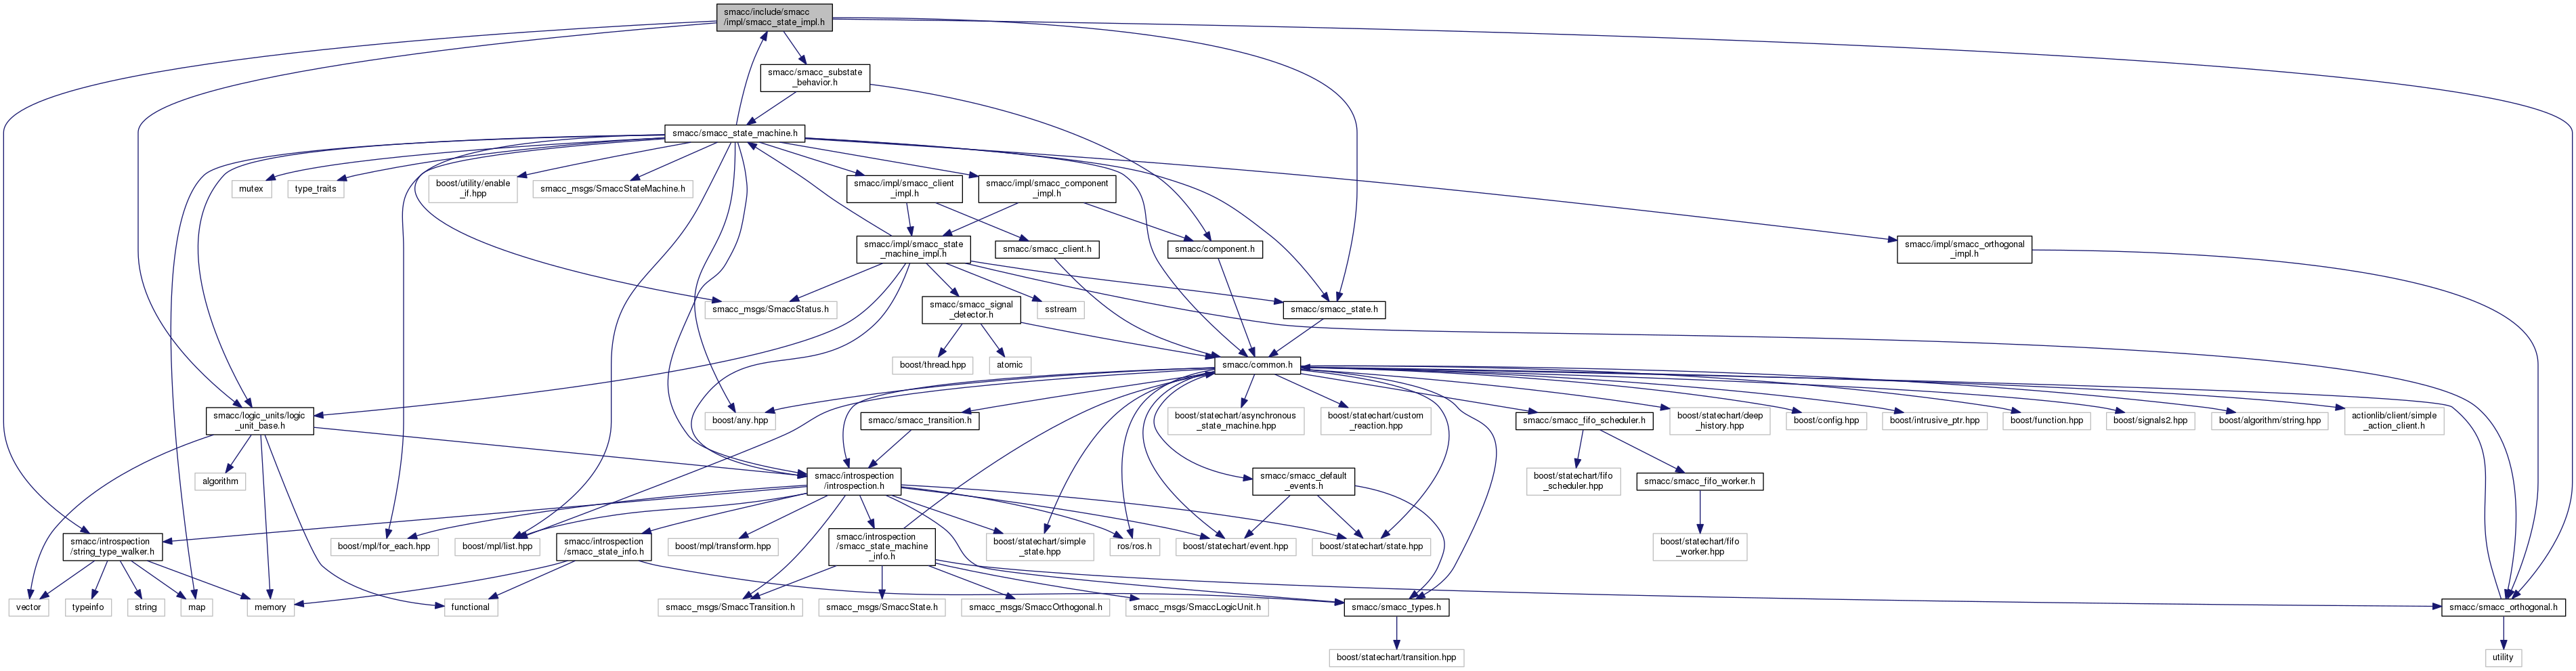 smacc/include/smacc
/impl/smacc_state_impl.h
smacc/smacc_substate
_behavior.h
smacc/smacc_state_machine.h
mutex
type_traits
boost/utility/enable
_if.hpp
smacc_msgs/SmaccStateMachine.h
smacc/impl/smacc_client
_impl.h
smacc/impl/smacc_component
_impl.h
smacc/impl/smacc_state
_machine_impl.h
smacc/smacc_client.h
smacc/component.h
smacc/impl/smacc_orthogonal
_impl.h
smacc_msgs/SmaccStatus.h
smacc/smacc_signal
_detector.h
sstream
smacc/smacc_state.h
boost/thread.hpp
atomic
smacc/common.h
smacc/logic_units/logic
_unit_base.h
boost/any.hpp
smacc/smacc_transition.h
boost/statechart/asynchronous
_state_machine.hpp
boost/statechart/custom
_reaction.hpp
smacc/smacc_fifo_scheduler.h
boost/statechart/deep
_history.hpp
boost/config.hpp
boost/intrusive_ptr.hpp
boost/function.hpp
boost/signals2.hpp
boost/algorithm/string.hpp
actionlib/client/simple
_action_client.h
algorithm
smacc/introspection
/introspection.h
smacc/smacc_default
_events.h
boost/statechart/fifo
_scheduler.hpp
smacc/smacc_fifo_worker.h
smacc/introspection
/string_type_walker.h
boost/mpl/for_each.hpp
boost/mpl/list.hpp
smacc/introspection
/smacc_state_info.h
boost/mpl/transform.hpp
smacc/introspection
/smacc_state_machine
_info.h
boost/statechart/simple
_state.hpp
ros/ros.h
boost/statechart/event.hpp
boost/statechart/state.hpp
boost/statechart/fifo
_worker.hpp
vector
typeinfo
string
map
memory
functional
smacc_msgs/SmaccTransition.h
smacc_msgs/SmaccState.h
smacc_msgs/SmaccOrthogonal.h
smacc_msgs/SmaccLogicUnit.h
smacc/smacc_types.h
smacc/smacc_orthogonal.h
boost/statechart/transition.hpp
utility